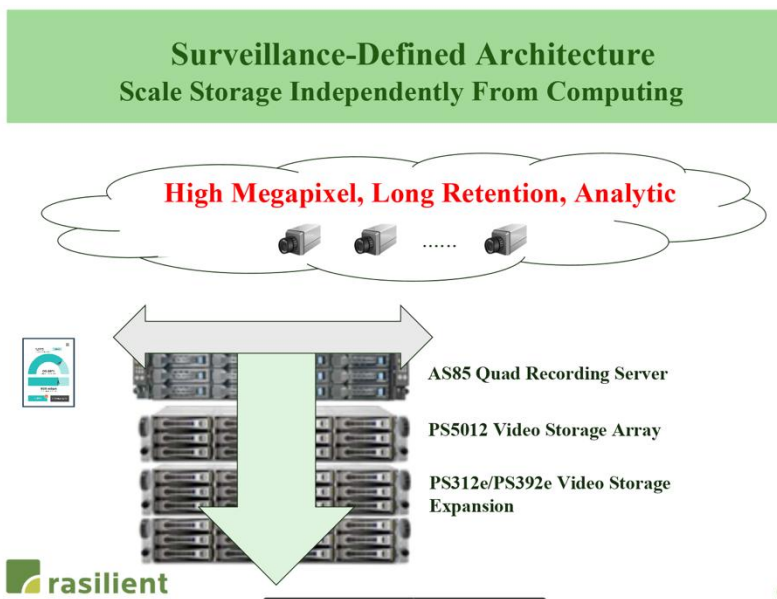 Surveillance-Defined Architecture
Scale Storage Independently From Computing
High Megapixel, Long Retention, Analytic
......
AS85 Quad Recording Server
PS5012 Video Storage Array
PS312e/PS392e Video Storage
Expansion
rasilient